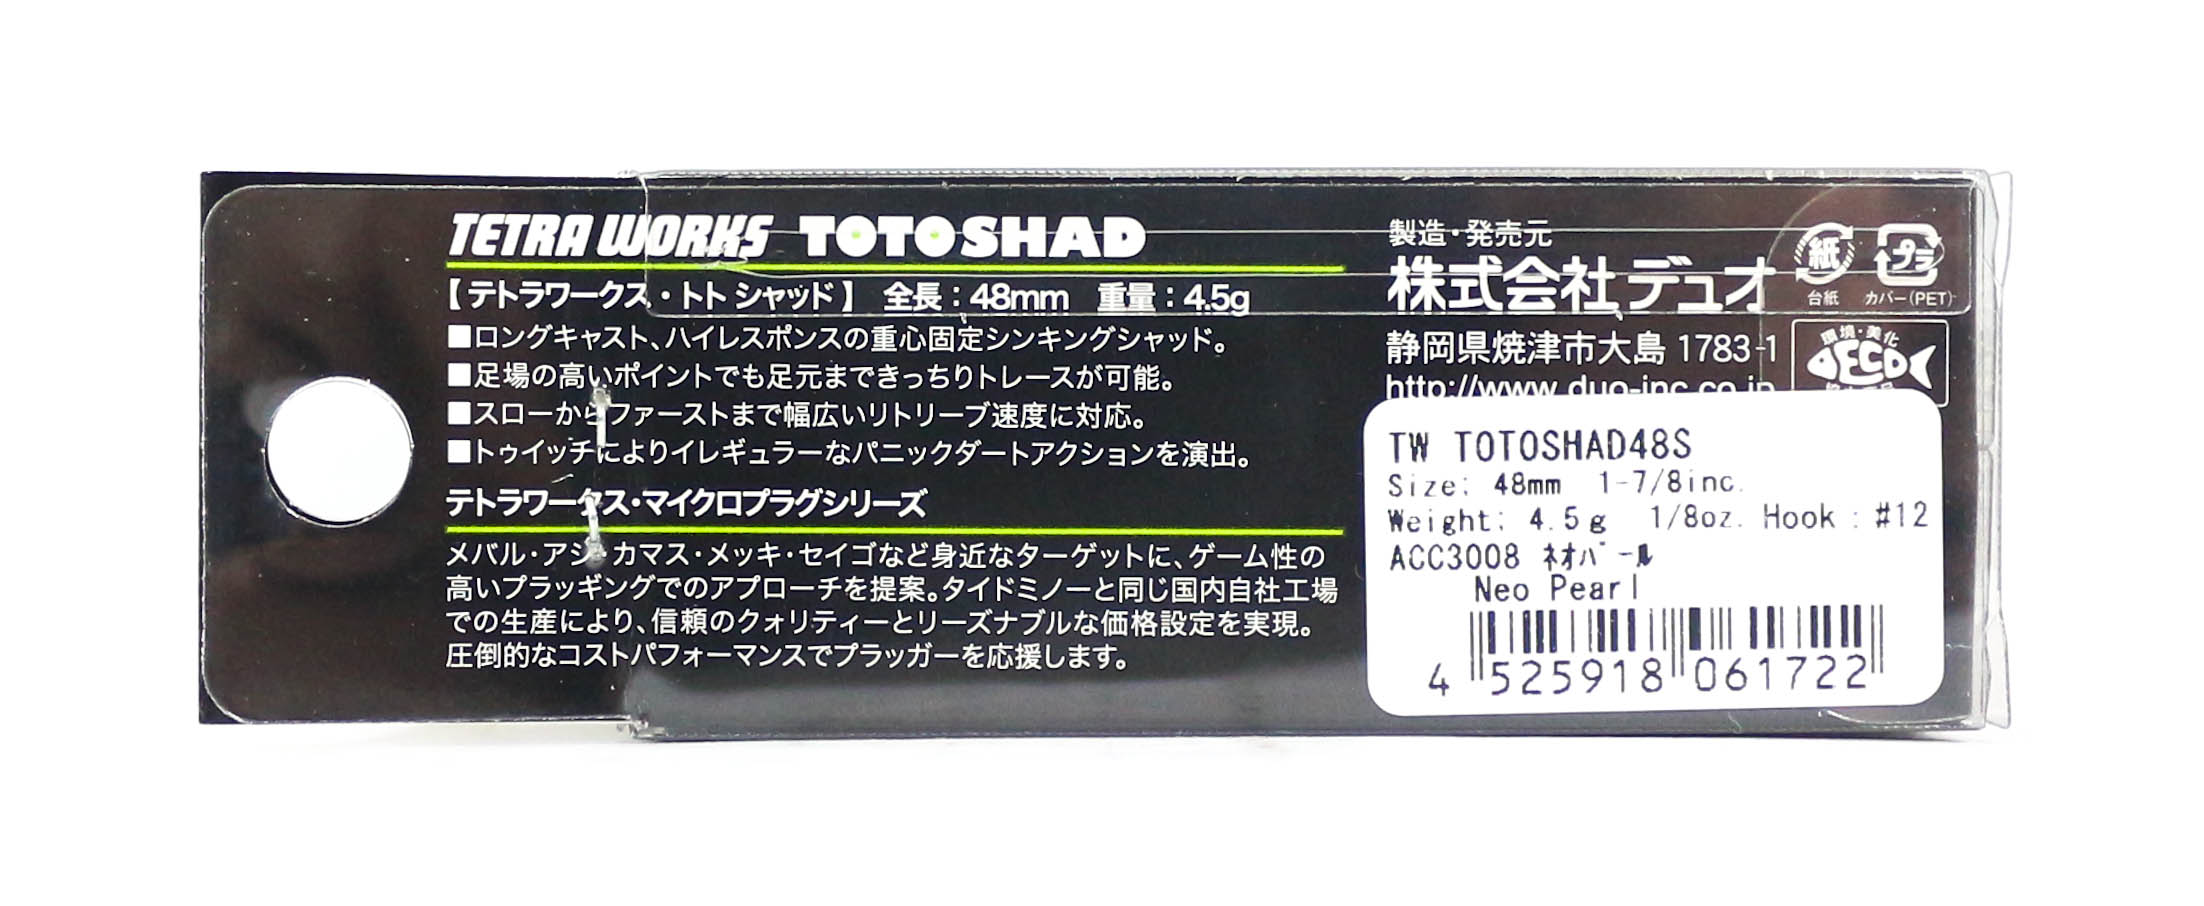 TETRA WORKS TOTOSHAD
【テトラワークス・トト シャッド】 全長：48mm 重量：4.5g
■ロングキャスト、ハイレスポンスの重心固定シンキングシャッド。
■足場の高いポイントでも足元まできっちりトレースが可能。
■スローからファーストまで幅広いリトリーブ速度に対応。
■トゥイッチによりイレギュラーなパニックダートアクションを演出。
テトラワークス・マイクロプラグシリーズ
メバル・アジ・カマス・メッキ・セイゴなど身近なターゲットに、ゲーム性の
高いプラッギングでのアプローチを提案。タイドミノーと同じ国内自社工場
での生産により、信頼のクォリティーとリーズナブルな価格設定を実現。
圧倒的なコストパフォーマンスでプラッガーを応援します。
製造・発売元
株式会社デュオ
静岡県焼津市大島 1783-1
http://www.duo-inc.co.jp
紙
台紙
プラ
カバー(PET)
環境・美化
ECO
TW TOTOSHAD48S
Size: 48mm 1-7/8inc.
Weight: 4.5g 1/8oz. Hook : #12
ACC3008 ﾈｵﾊﾟｰﾙ
Neo Pearl
4 525918 061722